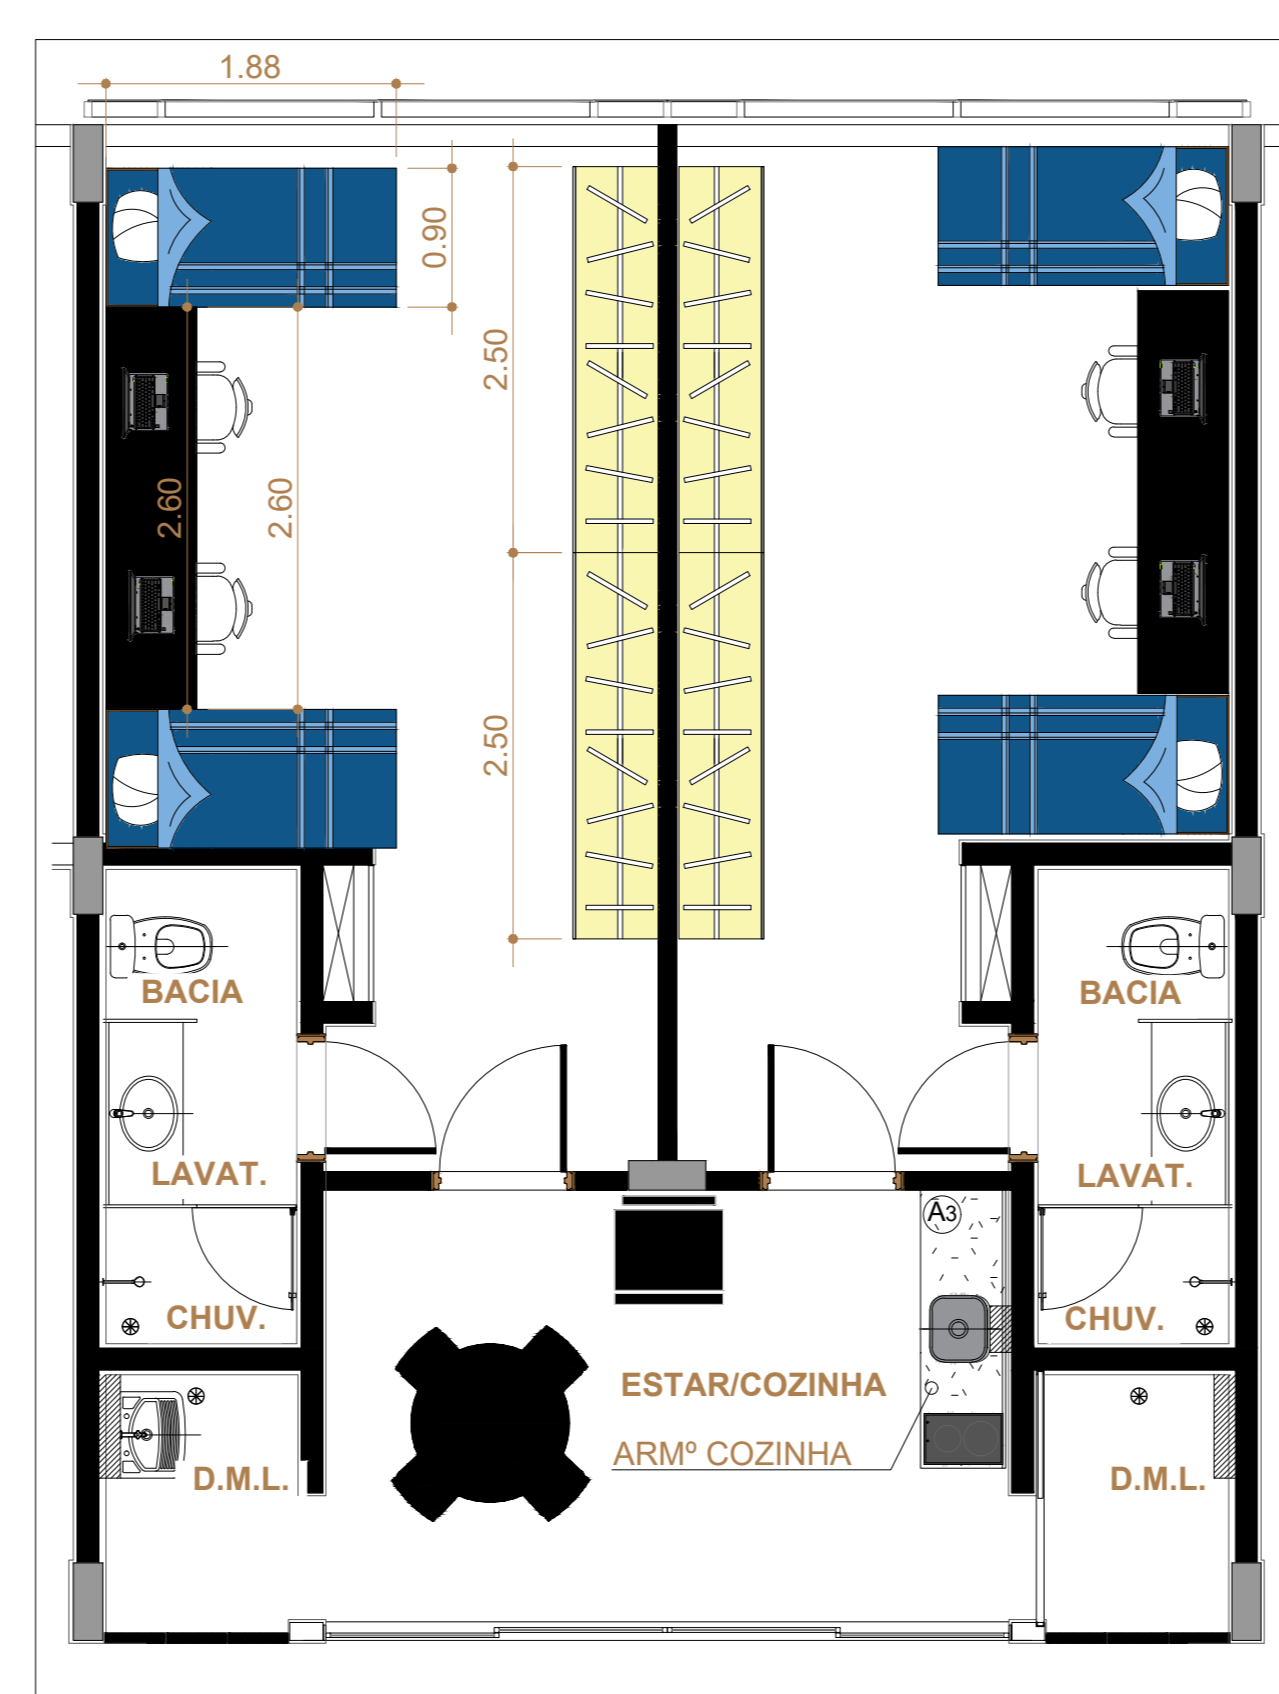 1.88
0.90
2.50
2.60
2.60
2.50
BACIA
BACIA
LAVAT.
LAVAT.
A3
CHUV.
CHUV.
ESTAR/COZINHA
ARMº COZINHA
D.M.L.
D.M.L.